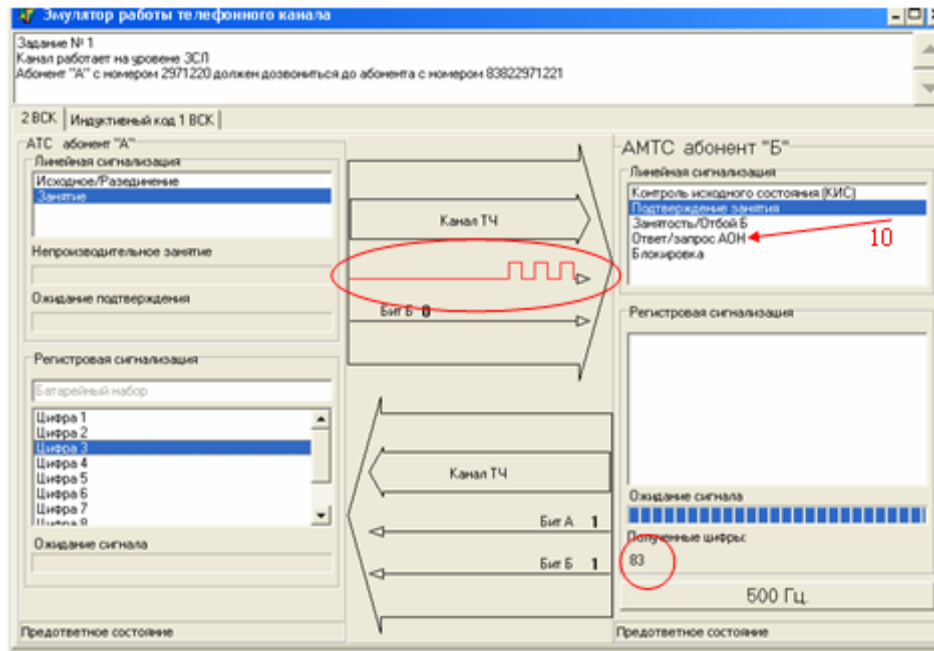 Эмулятор работы телефонного канала
Задание № 1
Канал работает на уровене ЗСЛ
Абонент "А" с номером 2971220 должен дозвониться до абонента с номером 83822971221
2 ВСК
Индуктивный код 1 ВСК
АТС абонент "А"
Линейная сигнализация
Исходное/Разединение
Занятие
Непроизводительное занятие
Ожидание подтверждения
Регистровая сигнализация
Батарейный набор
Цифра 1
Цифра 2
Цифра 3
Цифра 4
Цифра 5
Цифра 6
Цифра 7
Цифра 8
Ожидание сигнала
Предответное состояние
Канал ТЧ
Бит Б 0
Канал ТЧ
Бит А 1
Бит Б 1
АМТС абонент "Б"
Линейная сигнализация
Контроль исходного состояния (КИС)
Подтверждение занятия
Занятость/Отбой Б
Ответ/запрос АОН
10
Блокировка
Регистровая сигнализация
Ожидание сигнала
Полученные цифры:
83
500 Гц.
Предответное состояние